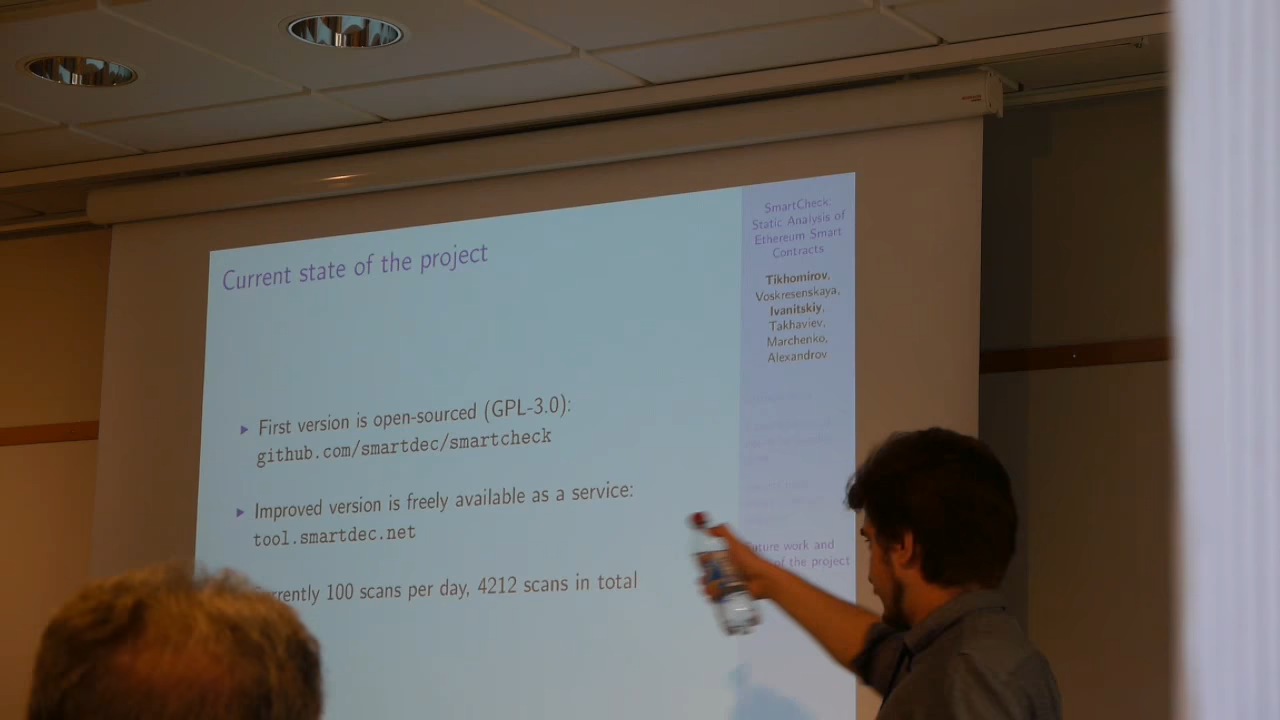 Current state of the project
First version is open-sourced (GPL-3.0):
github.com/smartdec/smartcheck
Improved version is freely available as a service:
tool.smartdec.net
100 scans per day, 4212 scans in total
SmartCheck:
Static Analysis of
Ethereum Smart
Contracts
Tikhomirov,
Voskresenskaya,
Ivanitskiy,
Takhaviev,
Marchenko,
Alexandrov
work and
of the project